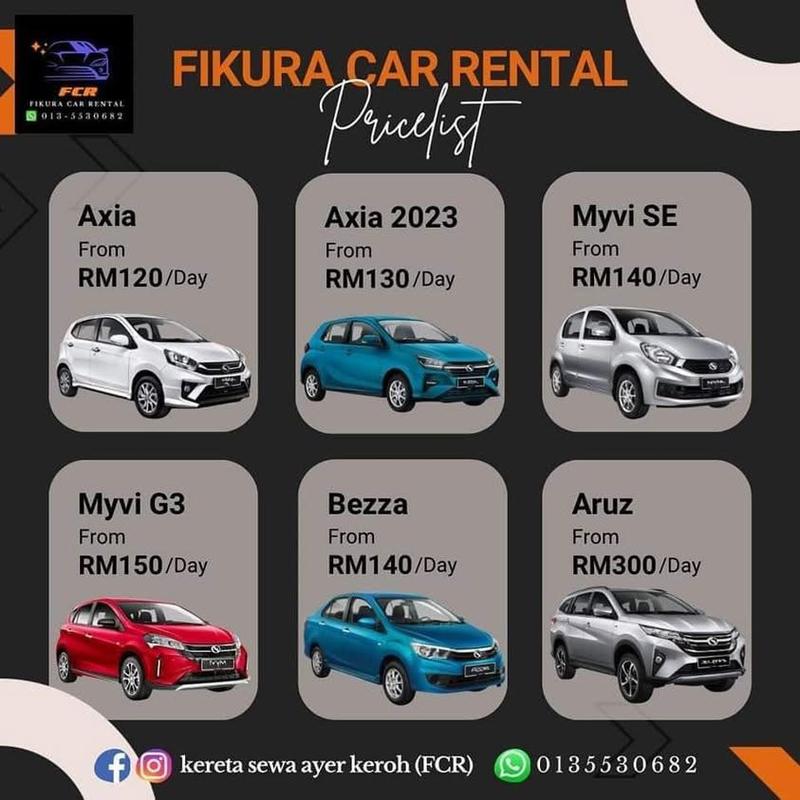 FCR
FIKURA CAR RENTAL
013-5530682
FIKURA CAR RENTAL
Pricelist
Axia
From
RM120/Day
Axia 2023
From
RM130/Day
Myvi SE
From
RM140/Day
Myvi G3
From
RM150/Day
Bezza
From
RM140/Day
Aruz
From
RM300/Day
kereta sewa ayer keroh (FCR)
0135530682